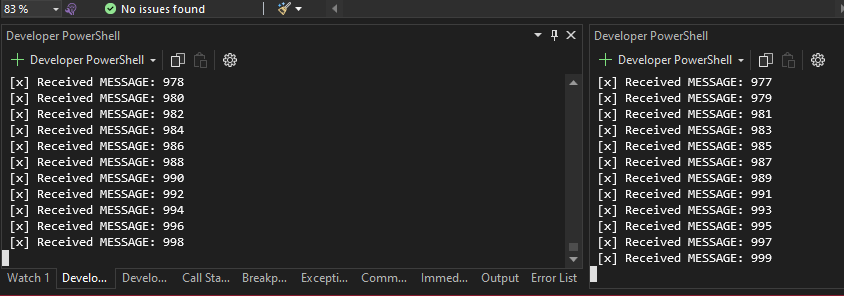 83 %
No issues found
Developer PowerShell
Developer PowerShell
[x] Received MESSAGE: 978
[x] Received MESSAGE: 980
[x] Received MESSAGE: 982
[x] Received MESSAGE: 984
[x] Received MESSAGE: 986
[x] Received MESSAGE: 988
[x] Received MESSAGE: 990
[x] Received MESSAGE: 992
[x] Received MESSAGE: 994
[x] Received MESSAGE: 996
[x] Received MESSAGE: 998
Watch 1 Develo... Develo... Call Sta... Breakp... Excepti... Comm... Immed... Output Error List
Developer PowerShell
Developer PowerShell
[x] Received MESSAGE: 977
[x] Received MESSAGE: 979
[x] Received MESSAGE: 981
[x] Received MESSAGE: 983
[x] Received MESSAGE: 985
[x] Received MESSAGE: 987
[x] Received MESSAGE: 989
[x] Received MESSAGE: 991
[x] Received MESSAGE: 993
[x] Received MESSAGE: 995
[x] Received MESSAGE: 997
[x] Received MESSAGE: 999